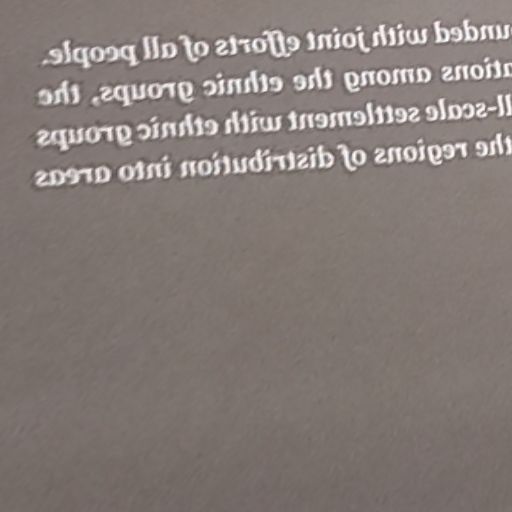 unded with joint efforts of all people.
ations among the ethnic groups, the
ll-scale settlement with ethnic groups
the regions of distribution into areas